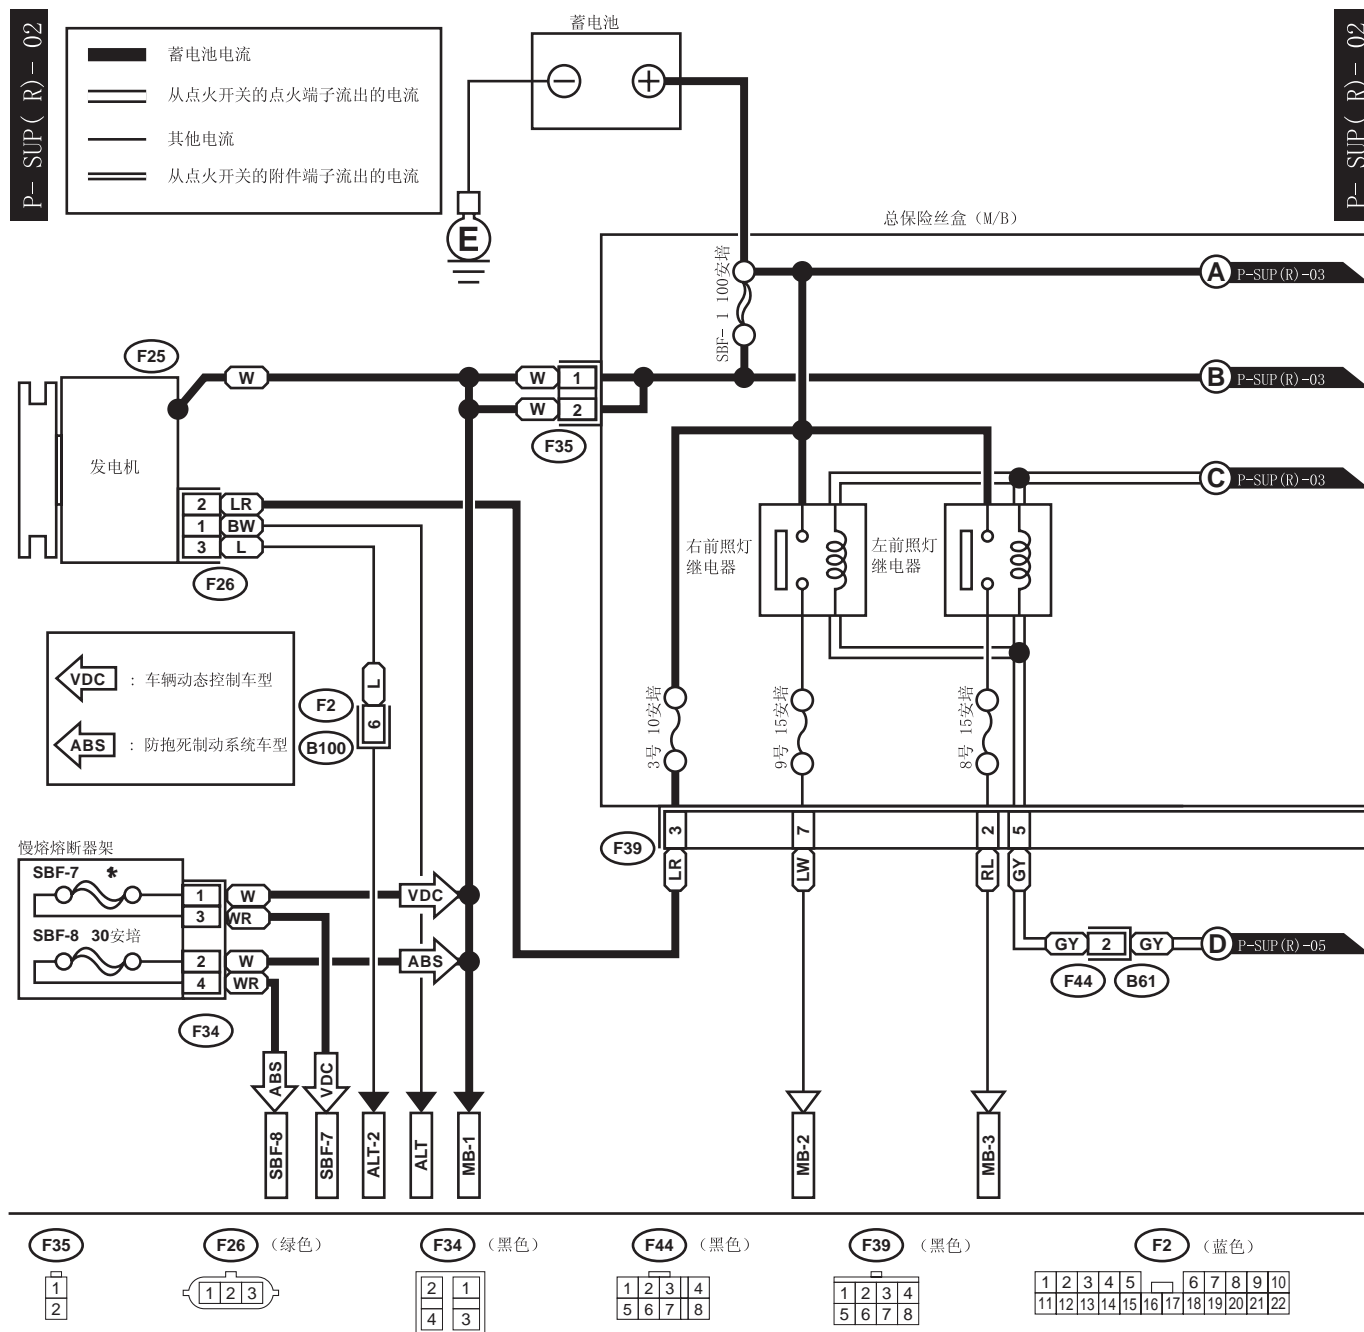 P- SUP( R)- 02
P- SUP( R)- 02
蓄电池电流
从点火开关的点火端子流出的电流
其他电流
从点火开关的附件端子流出的电流
蓄电池
E
总保险丝盒（M/B）
SBF- 1 100安培
A P-SUP(R)-03
B P-SUP(R)-03
C P-SUP(R)-03
F25
W
W 1
W 2
F35
发电机
2 LR
1 BW
3 L
F26
右前照灯
继电器
左前照灯
继电器
VDC : 车辆动态控制车型
ABS : 防抱死制动系统车型
L
F2
6
B100
3号 10安培
9号 15安培
8号 15安培
F39
3 7 2 5
LR LW RL GY
慢熔熔断器架
SBF-7 *
1 W VDC
3 WR
SBF-8 30安培
2 W ABS
4 WR
F34
GY 2 GY D P-SUP(R)-05
F44 B61
ABS VDC
SBF-8 SBF-7 ALT-2 ALT MB-1 MB-2 MB-3
F35 F26 （绿色） F34 （黑色） F44 （黑色） F39 （黑色） F2 （蓝色）
1
2
1 2 3
2 1
4 3
1 2 3 4
5 6 7 8
1 2 3 4
5 6 7 8
1 2 3 4 5 6 7 8 9 10
11 12 13 14 15 16 17 18 19 20 21 22